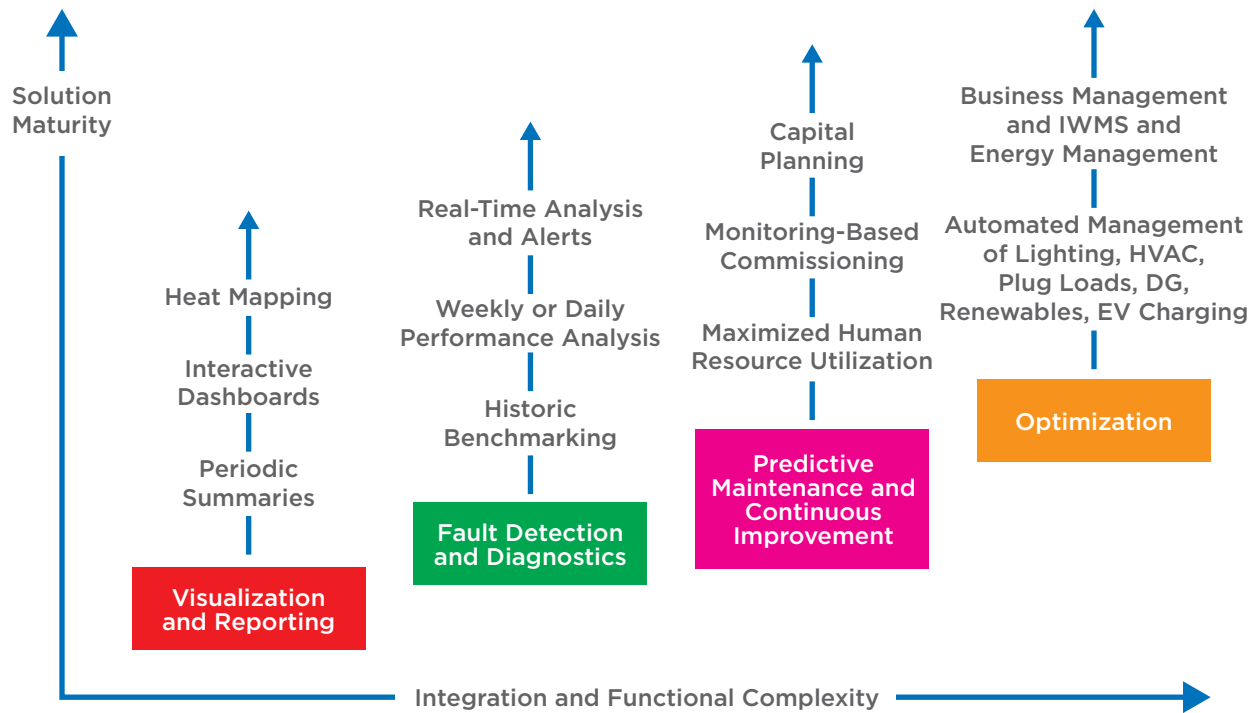 Solution
Maturity
Heat Mapping
Interactive
Dashboards
Periodic
Summaries
Visualization
and Reporting
Real-Time Analysis
and Alerts
Weekly or Daily
Performance Analysis
Historic
Benchmarking
Fault Detection
and Diagnostics
Capital
Planning
Monitoring-Based
Commissioning
Maximized Human
Resource Utilization
Predictive
Maintenance and
Continuous
Improvement
Business Management
and IWMS and
Energy Management
Automated Management
of Lighting, HVAC,
Plug Loads, DG,
Renewables, EV Charging
Optimization
Integration and Functional Complexity